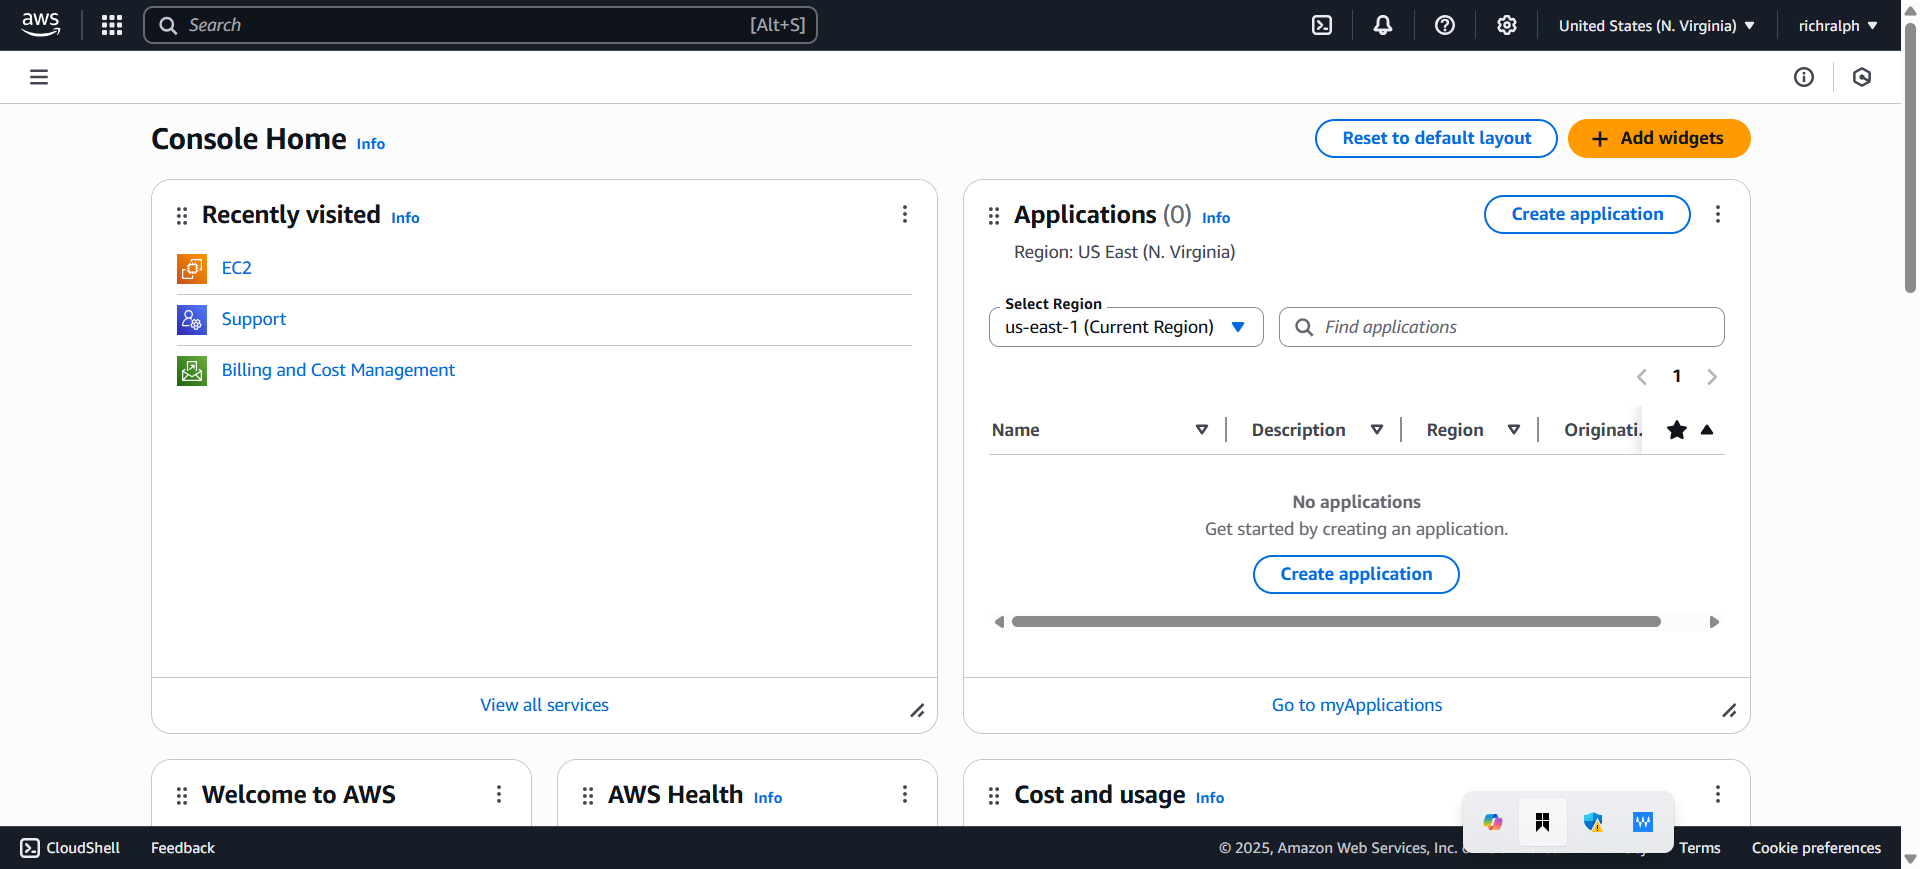 aws
Search
[Alt+S]
United States (N. Virginia)
richralph
Console Home Info
Reset to default layout
Add widgets
Recently visited Info
EC2
Support
Billing and Cost Management
View all services
Applications (0) Info
Create application
Region: US East (N. Virginia)
Select Region
us-east-1 (Current Region)
Find applications
1
Name
Description
Region
Originati.
No applications
Get started by creating an application.
Create application
Go to myApplications
Welcome to AWS
AWS Health Info
Cost and usage Info
CloudShell
Feedback
© 2025, Amazon Web Services, Inc.
Terms
Cookie preferences